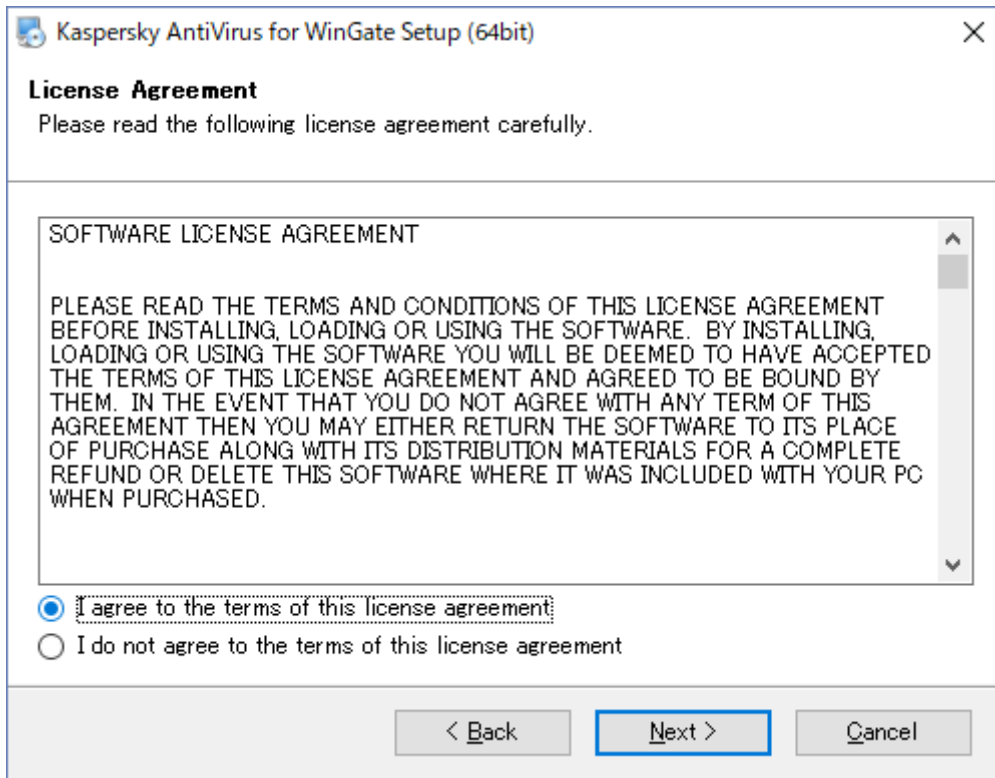 Kaspersky AntiVirus for WinGate Setup (64bit)
License Agreement
Please read the following license agreement carefully.
SOFTWARE LICENSE AGREEMENT
PLEASE READ THE TERMS AND CONDITIONS OF THIS LICENSE AGREEMENT
BEFORE INSTALLING, LOADING OR USING THE SOFTWARE.  BY INSTALLING,
LOADING OR USING THE SOFTWARE YOU WILL BE DEEMED TO HAVE ACCEPTED
THE TERMS OF THIS LICENSE AGREEMENT AND AGREED TO BE BOUND BY
THEM.  IN THE EVENT THAT YOU DO NOT AGREE WITH ANY TERM OF THIS
AGREEMENT THEN YOU MAY EITHER RETURN THE SOFTWARE TO ITS PLACE
OF PURCHASE ALONG WITH ITS DISTRIBUTION MATERIALS FOR A COMPLETE
REFUND OR DELETE THIS SOFTWARE WHERE IT WAS INCLUDED WITH YOUR PC
WHEN PURCHASED.
I agree to the terms of this license agreement
I do not agree to the terms of this license agreement
< Back
Next >
Cancel